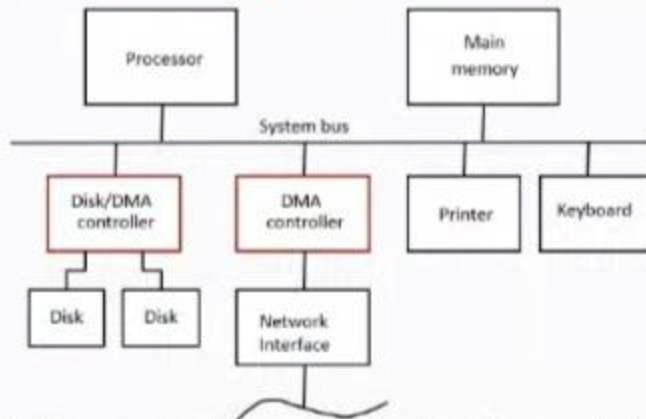 Processor
Main
memory
System bus
Disk/DMA
controller
DMA
controller
Printer
Keyboard
Disk
Disk
Network
Interface